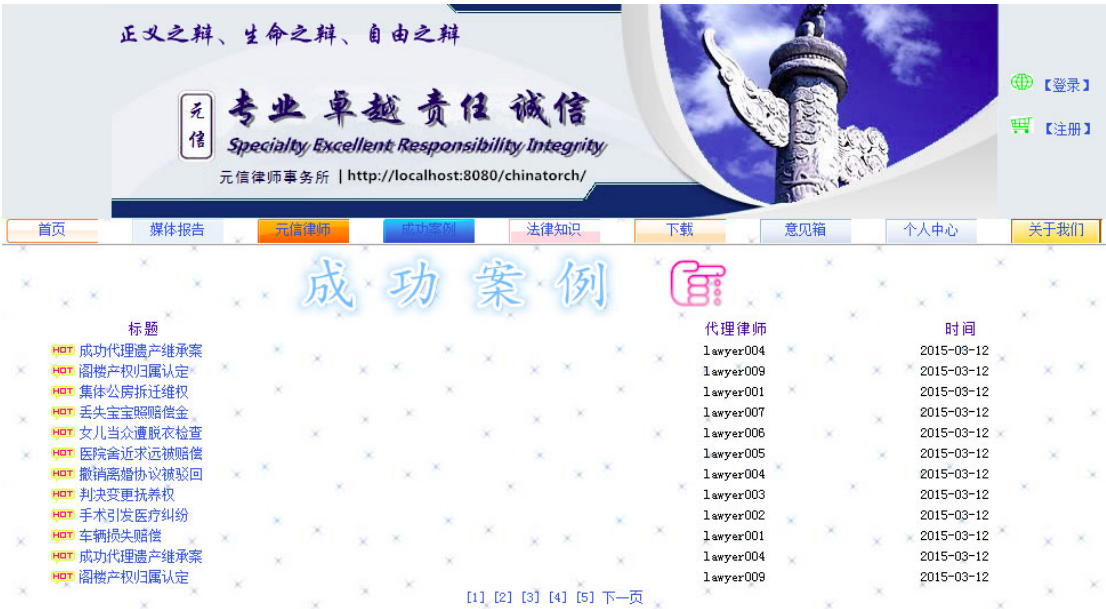 正义之辩、生命之辩、自由之辩
【登录】
元信
专业 卓越 责任 诚信
Specialty Excellent Responsibility Integrity
【注册】
元信律师事务所 | http://localhost:8080/chinatorch/
首页 媒体报告 元信律师 成功案例 法律知识 下载 意见箱 个人中心 关于我们
成功案例
标题 代理律师 时间
HOT 成功代理遗产继承案 lawyer004 2015-03-12
HOT 阁楼产权归属认定 lawyer009 2015-03-12
HOT 集体公房拆迁维权 lawyer001 2015-03-12
HOT 丢失宝宝照赔偿金 lawyer007 2015-03-12
HOT 女儿当众遭脱衣检查 lawyer006 2015-03-12
HOT 医院舍近求远被赔偿 lawyer005 2015-03-12
HOT 撤销离婚协议被驳回 lawyer004 2015-03-12
HOT 判决变更抚养权 lawyer003 2015-03-12
HOT 手术引发医疗纠纷 lawyer002 2015-03-12
HOT 车辆损失赔偿 lawyer001 2015-03-12
HOT 成功代理遗产继承案 lawyer004 2015-03-12
HOT 阁楼产权归属认定 lawyer009 2015-03-12
[1] [2] [3] [4] [5] 下一页